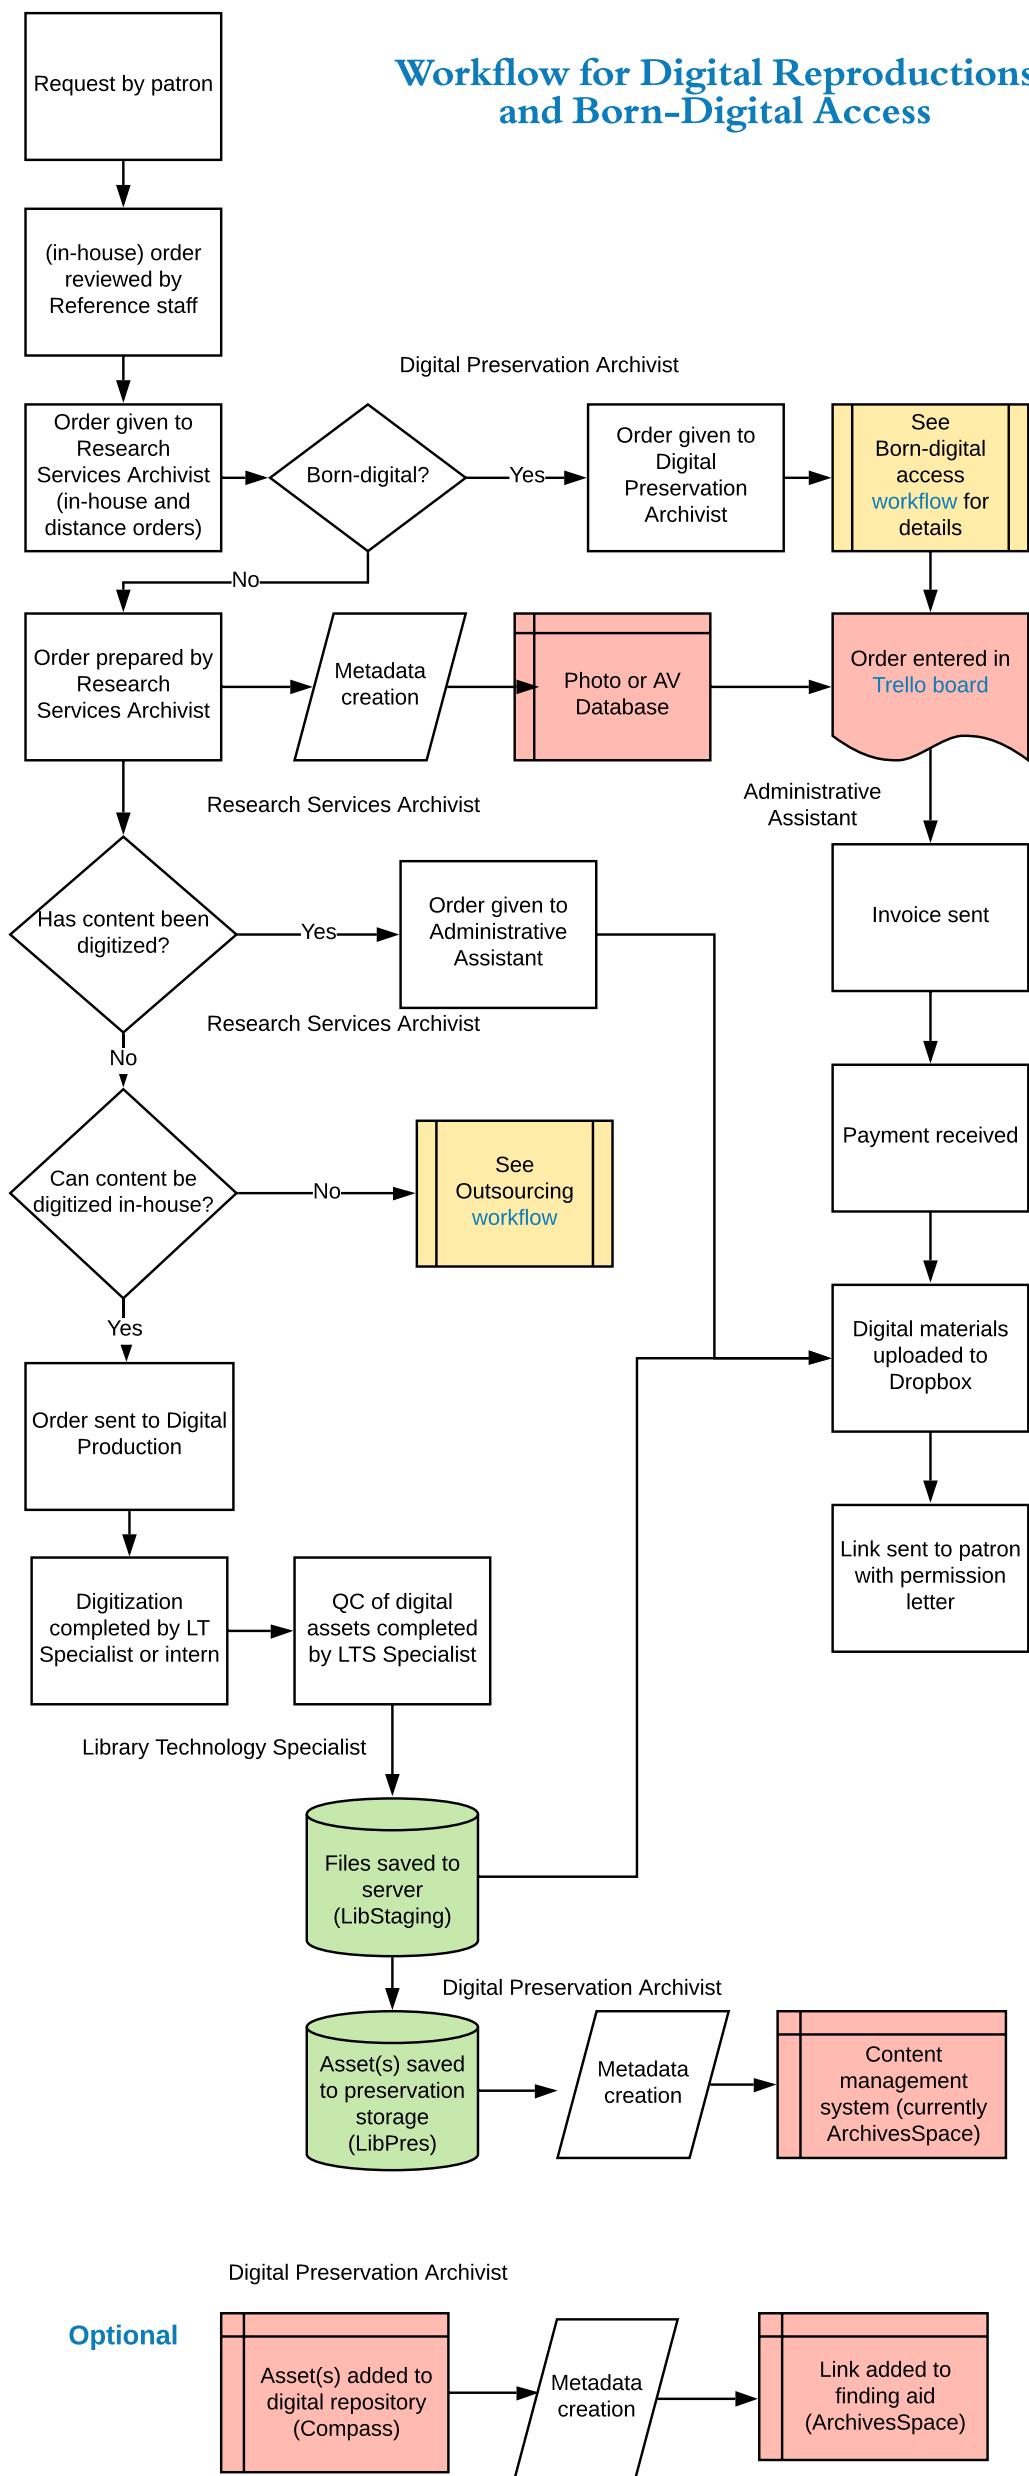 Workflow for Digital Reproductions
and Born-Digital Access
Request by patron
(in-house) order
reviewed by
Reference staff
Digital Preservation Archivist
Order given to
Research
Services Archivist
(in-house and
distance orders)
Born-digital?
Yes
Order given to
Digital
Preservation
Archivist
See
Born-digital
access
workflow for
details
No
Order prepared by
Research
Services Archivist
Metadata
creation
Photo or AV
Database
Order entered in
Trello board
Research Services Archivist
Administrative
Assistant
Has content been
digitized?
Yes
Order given to
Administrative
Assistant
Invoice sent
Research Services Archivist
No
Payment received
Can content be
digitized in-house?
No
See
Outsourcing
workflow
Yes
Digital materials
uploaded to
Dropbox
Order sent to Digital
Production
Link sent to patron
with permission
letter
Digitization
completed by LT
Specialist or intern
QC of digital
assets completed
by LTS Specialist
Library Technology Specialist
Files saved to
server
(LibStaging)
Digital Preservation Archivist
Asset(s) saved
to preservation
storage
(LibPres)
Metadata
creation
Content
management
system (currently
ArchivesSpace)
Digital Preservation Archivist
Optional
Asset(s) added to
digital repository
(Compass)
Metadata
creation
Link added to
finding aid
(ArchivesSpace)